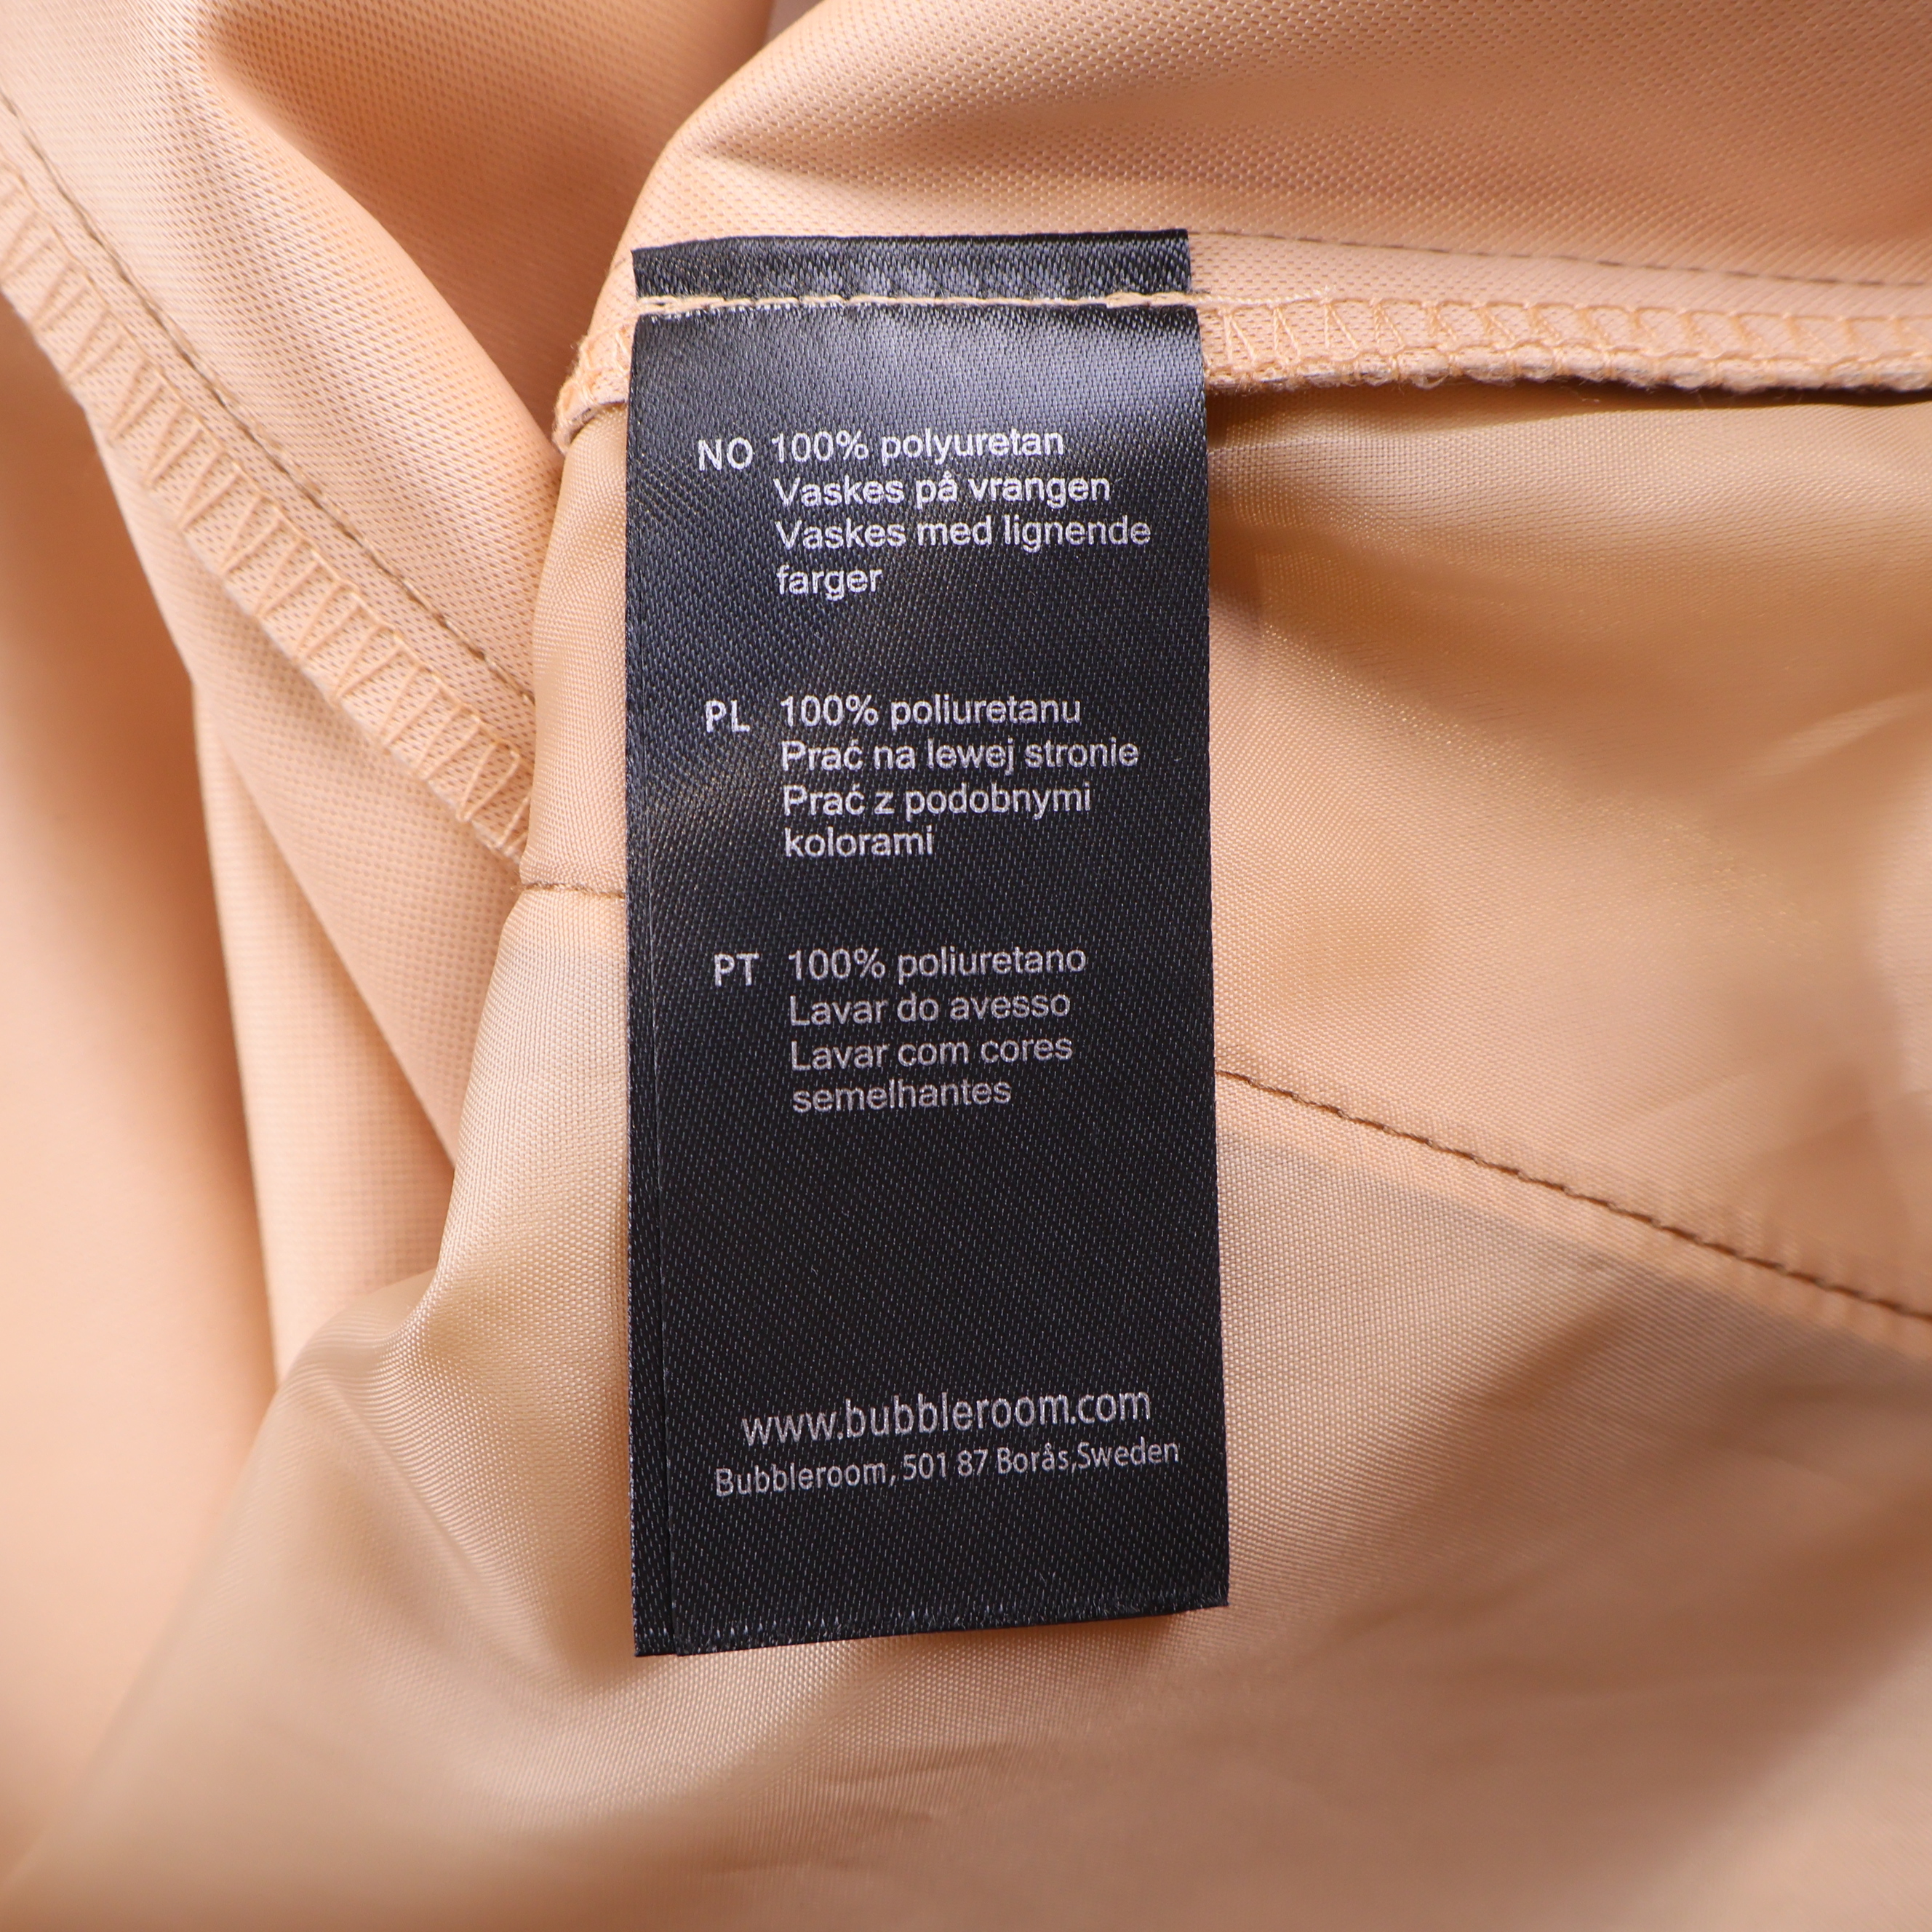 NO 100% polyuretan
Vaskes på vrangen
Vaskes med lignende
farger
PL 100% poliuretanu
Prać na lewej stronie
Prać z podobnymi
kolorami
PT 100% poliuretano
Lavar do avesso
Lavar com cores
semelhantes
www.bubbleroom.com
Bubbleroom, 501 87 Borås,Sweden